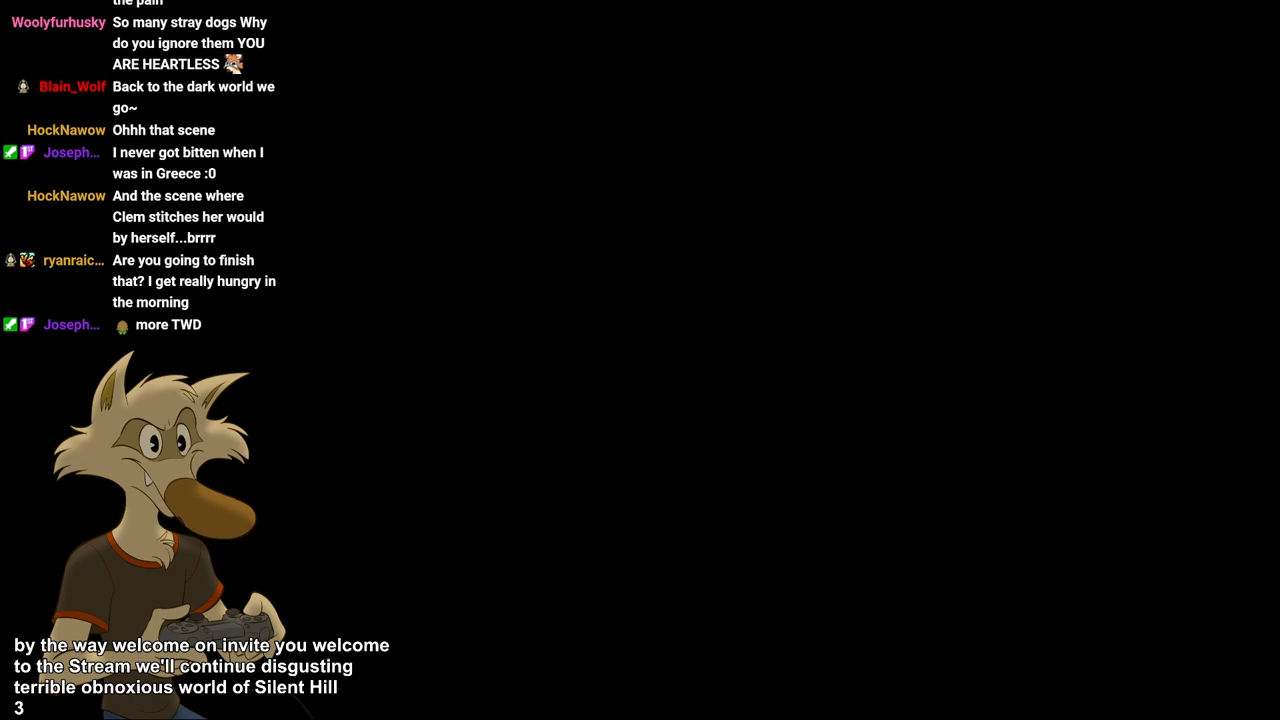 the pain
Woolyfurhusky So many stray dogs Why
do you ignore them YOU
ARE HEARTLESS
Blain_Wolf Back to the dark world we
go~
HockNawow Ohhh that scene
Joseph... I never got bitten when I
was in Greece :0
HockNawow And the scene where
Clem stitches her would
by herself...brrrr
ryanraic... Are you going to finish
that? I get really hungry in
the morning
Joseph... more TWD
by the way welcome on invite you welcome
to the Stream we'll continue disgusting
terrible obnoxious world of Silent Hill
3